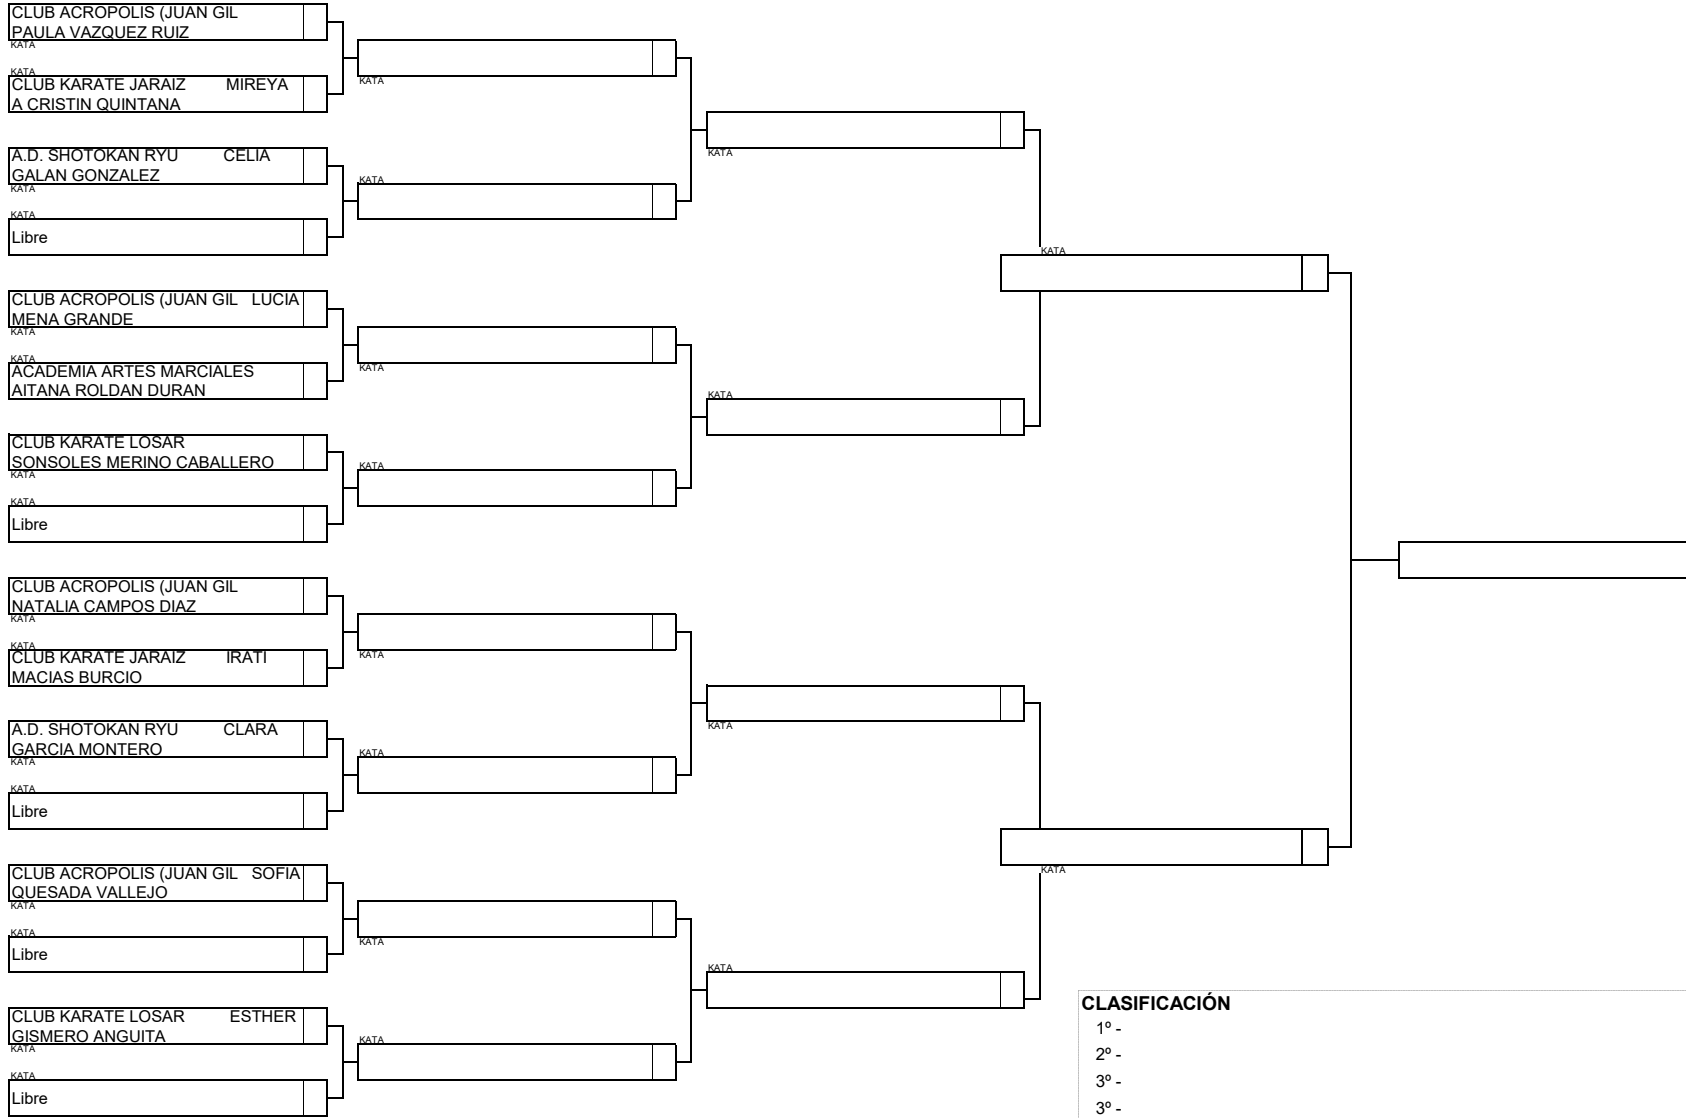 CLUB ACROPOLIS (JUAN GIL
PAULA VAZQUEZ RUIZ
KATA
KATA
CLUB KARATE JARAIZ MIREYA
A CRISTIN QUINTANA
A.D. SHOTOKAN RYU CELIA
GALAN GONZALEZ
KATA
KATA
Libre
CLUB ACROPOLIS (JUAN GIL LUCIA
MENA GRANDE
KATA
KATA
ACADEMIA ARTES MARCIALES
AITANA ROLDAN DURAN
CLUB KARATE LOSAR
SONSOLES MERINO CABALLERO
KATA
KATA
Libre
CLUB ACROPOLIS (JUAN GIL
NATALIA CAMPOS DIAZ
KATA
KATA
CLUB KARATE JARAIZ IRATI
MACIAS BURCIO
A.D. SHOTOKAN RYU CLARA
GARCIA MONTERO
KATA
KATA
Libre
CLUB ACROPOLIS (JUAN GIL SOFIA
QUESADA VALLEJO
KATA
KATA
Libre
CLUB KARATE LOSAR ESTHER
GISMERO ANGUITA
KATA
KATA
Libre
KATA
KATA
KATA
KATA
KATA
KATA
KATA
KATA
KATA
KATA
KATA
KATA
KATA
KATA
CLASIFICACIÓN
1º -
2º -
3º -
3º -